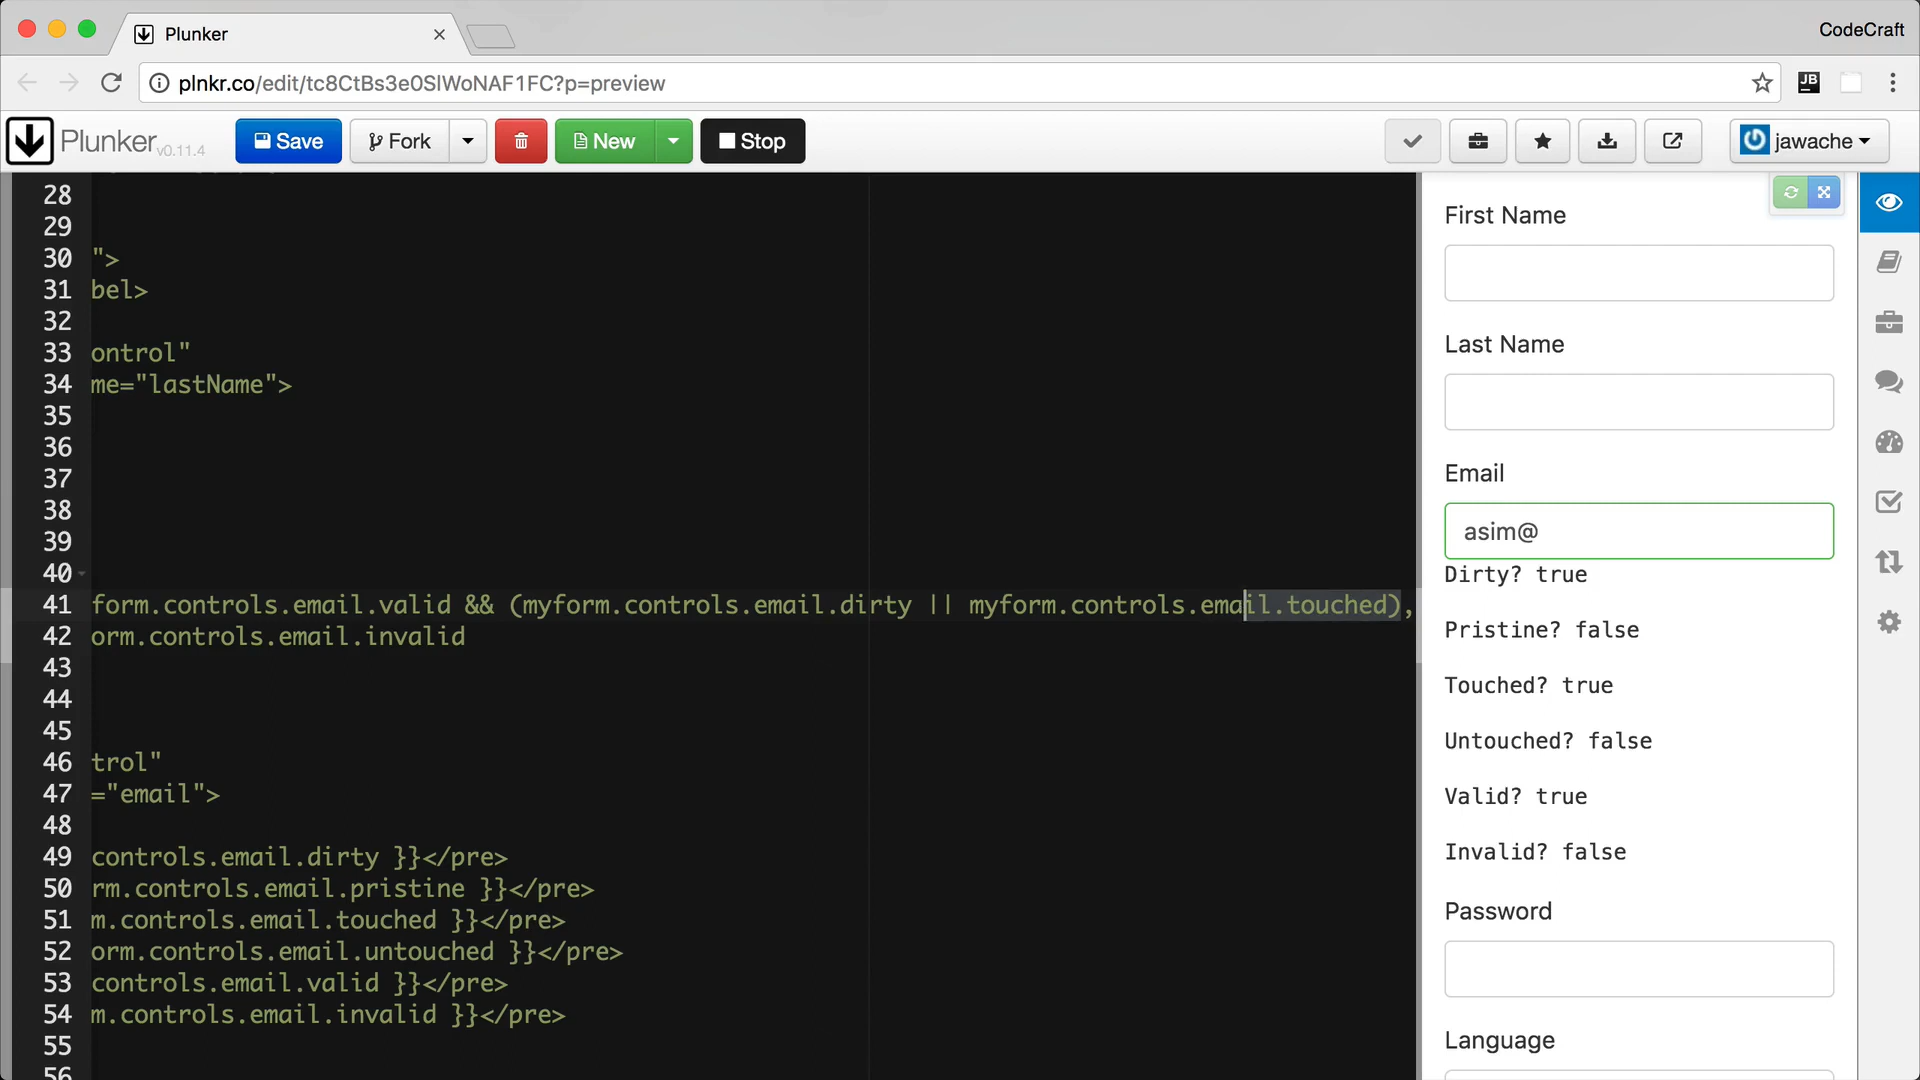 Plunker
CodeCraft
plnkr.co/edit/tc8CtBs3e0SlWoNAF1FC?p=preview
JB
Plunker v0.11.4
Save
Fork
New
Stop
jawache
28
29
30 ">
31 bel>
32
33 ontrol"
34 me="lastName">
35
36
37
38
39
40
41 form.controls.email.valid && (myform.controls.email.dirty || myform.controls.email.touched),
42 orm.controls.email.invalid
43
44
45
46 trol"
47 ="email">
48
49 controls.email.dirty }}</pre>
50 rm.controls.email.pristine }}</pre>
51 m.controls.email.touched }}</pre>
52 orm.controls.email.untouched }}</pre>
53 controls.email.valid }}</pre>
54 m.controls.email.invalid }}</pre>
55
56
First Name
Last Name
Email
asim@
Dirty? true
Pristine? false
Touched? true
Untouched? false
Valid? true
Invalid? false
Password
Language